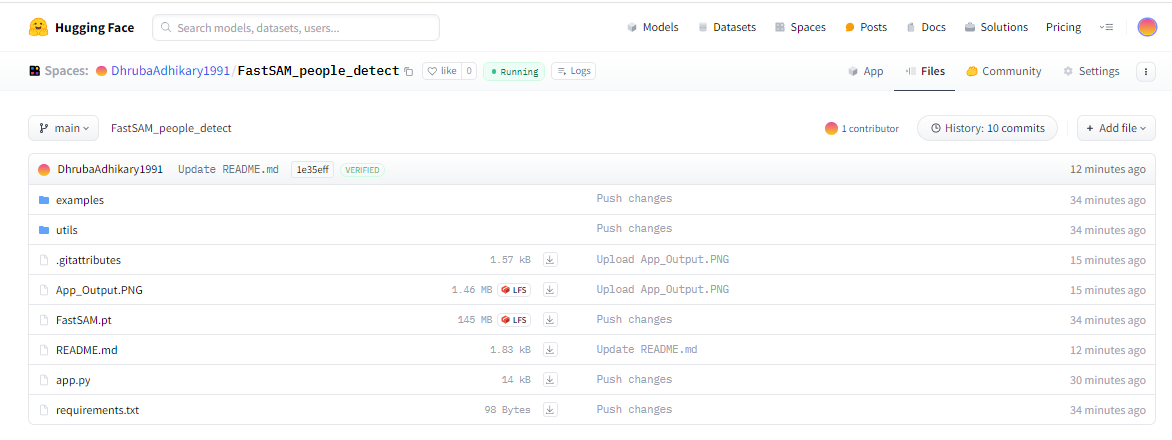 Hugging Face Search models, datasets, users... Models Datasets Spaces Posts Docs Solutions Pricing
Spaces: DhrubaAdhikary1991/FastSAM_people_detect like 0 Running Logs App Files Community Settings
main FastSAM_people_detect 1 contributor History: 10 commits + Add file
DhrubaAdhikary1991 Update README.md 1e35eff VERIFIED 12 minutes ago
examples Push changes 34 minutes ago
utils Push changes 34 minutes ago
.gitattributes 1.57 kB Upload App_Output.PNG 15 minutes ago
App_Output.PNG 1.46 MB LFS Upload App_Output.PNG 15 minutes ago
FastSAM.pt 145 MB LFS Push changes 34 minutes ago
README.md 1.83 kB Update README.md 12 minutes ago
app.py 14 kB Push changes 30 minutes ago
requirements.txt 98 Bytes Push changes 34 minutes ago